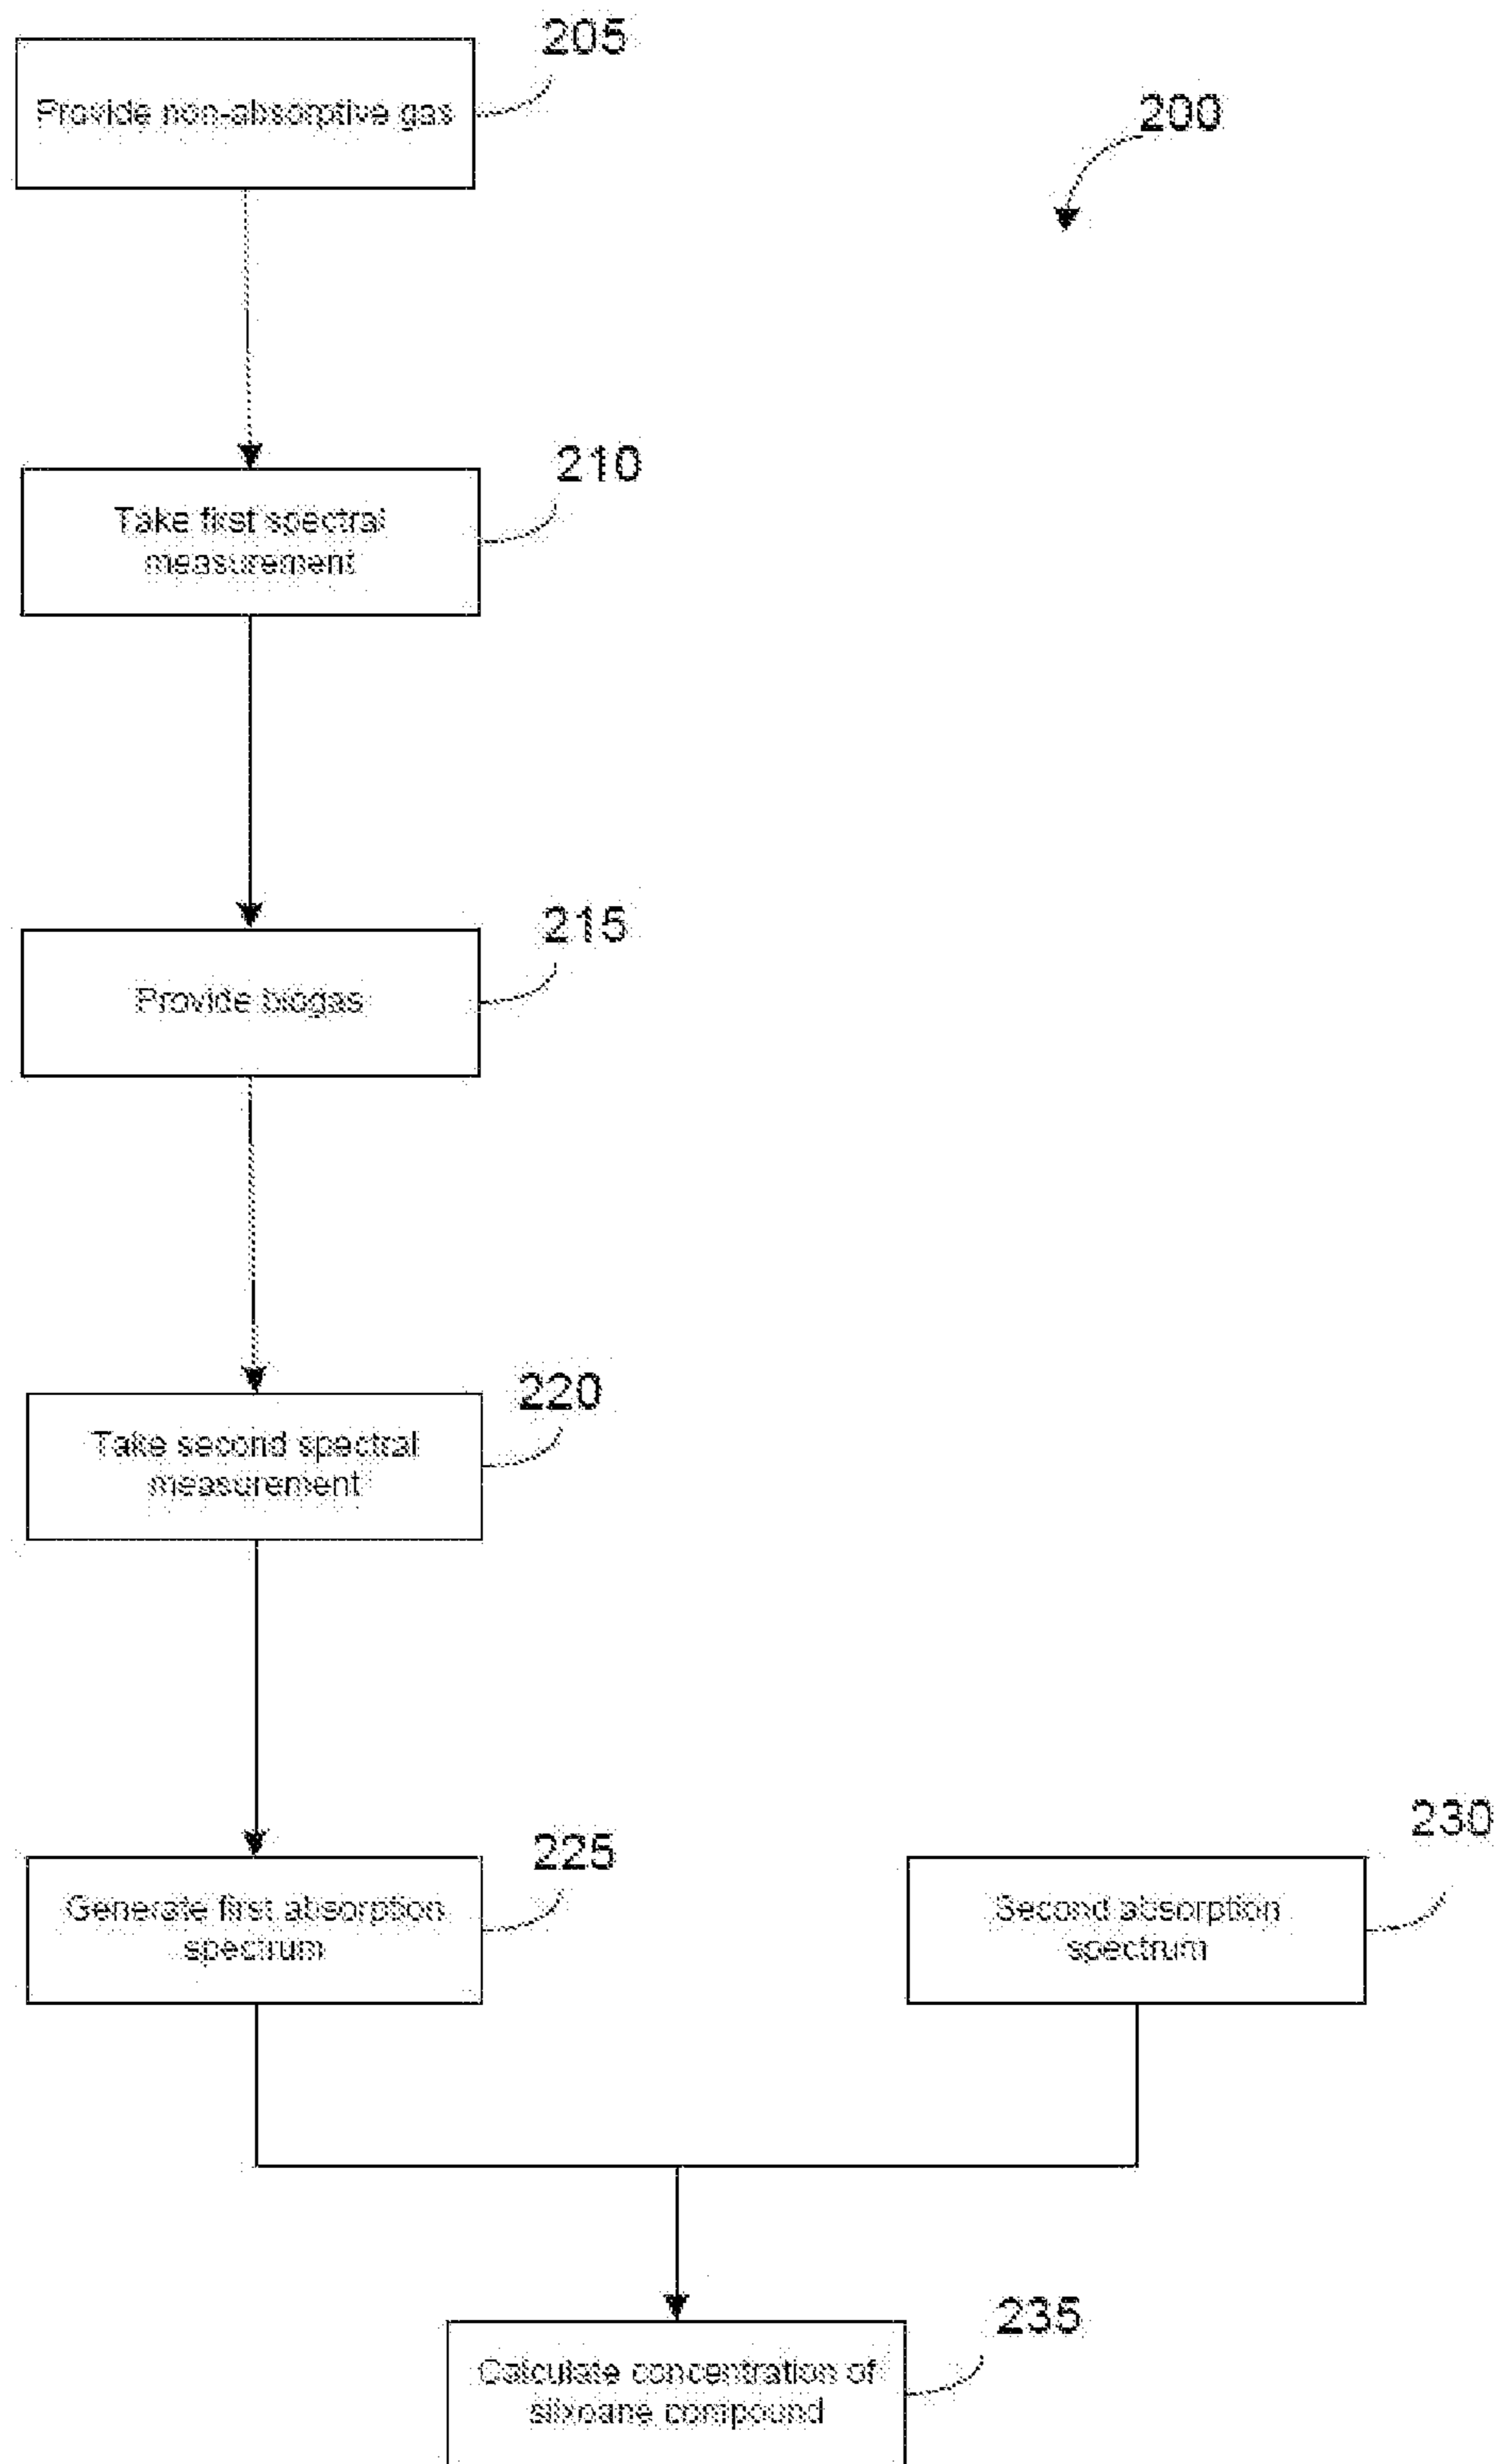 205
Provide non-absorptive gas
200
210
Take first spectral
measurement
215
Provide biogas
220
Take second spectral
measurement
225
Generate first absorption
spectrum
230
Second absorption
spectrum
235
Calculate concentration of
silxoane compound